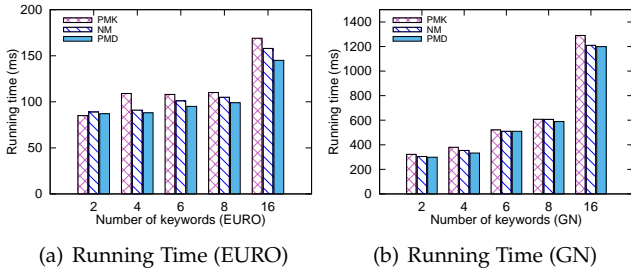 200
150
100
50
0
Running time (ms)
PMK
NM
PMD
2 4 6 8 16
Number of keywords (EURO)
(a) Running Time (EURO)
1400
1200
1000
800
600
400
200
0
Running time (ms)
PMK
NM
PMD
2 4 6 8 16
Number of keywords (GN)
(b) Running Time (GN)